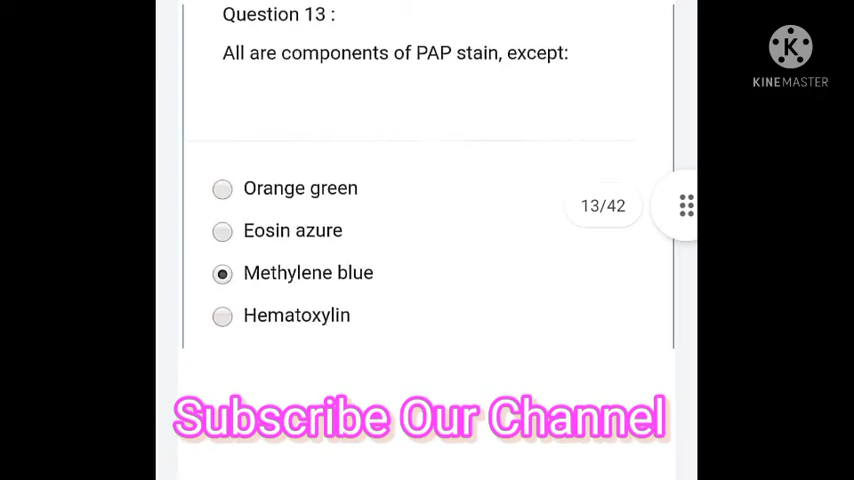 Question 13 :
All are components of PAP stain, except:
KINEMASTER
Orange green
13/42
Eosin azure
Methylene blue
Hematoxylin
Subscribe Our Channel